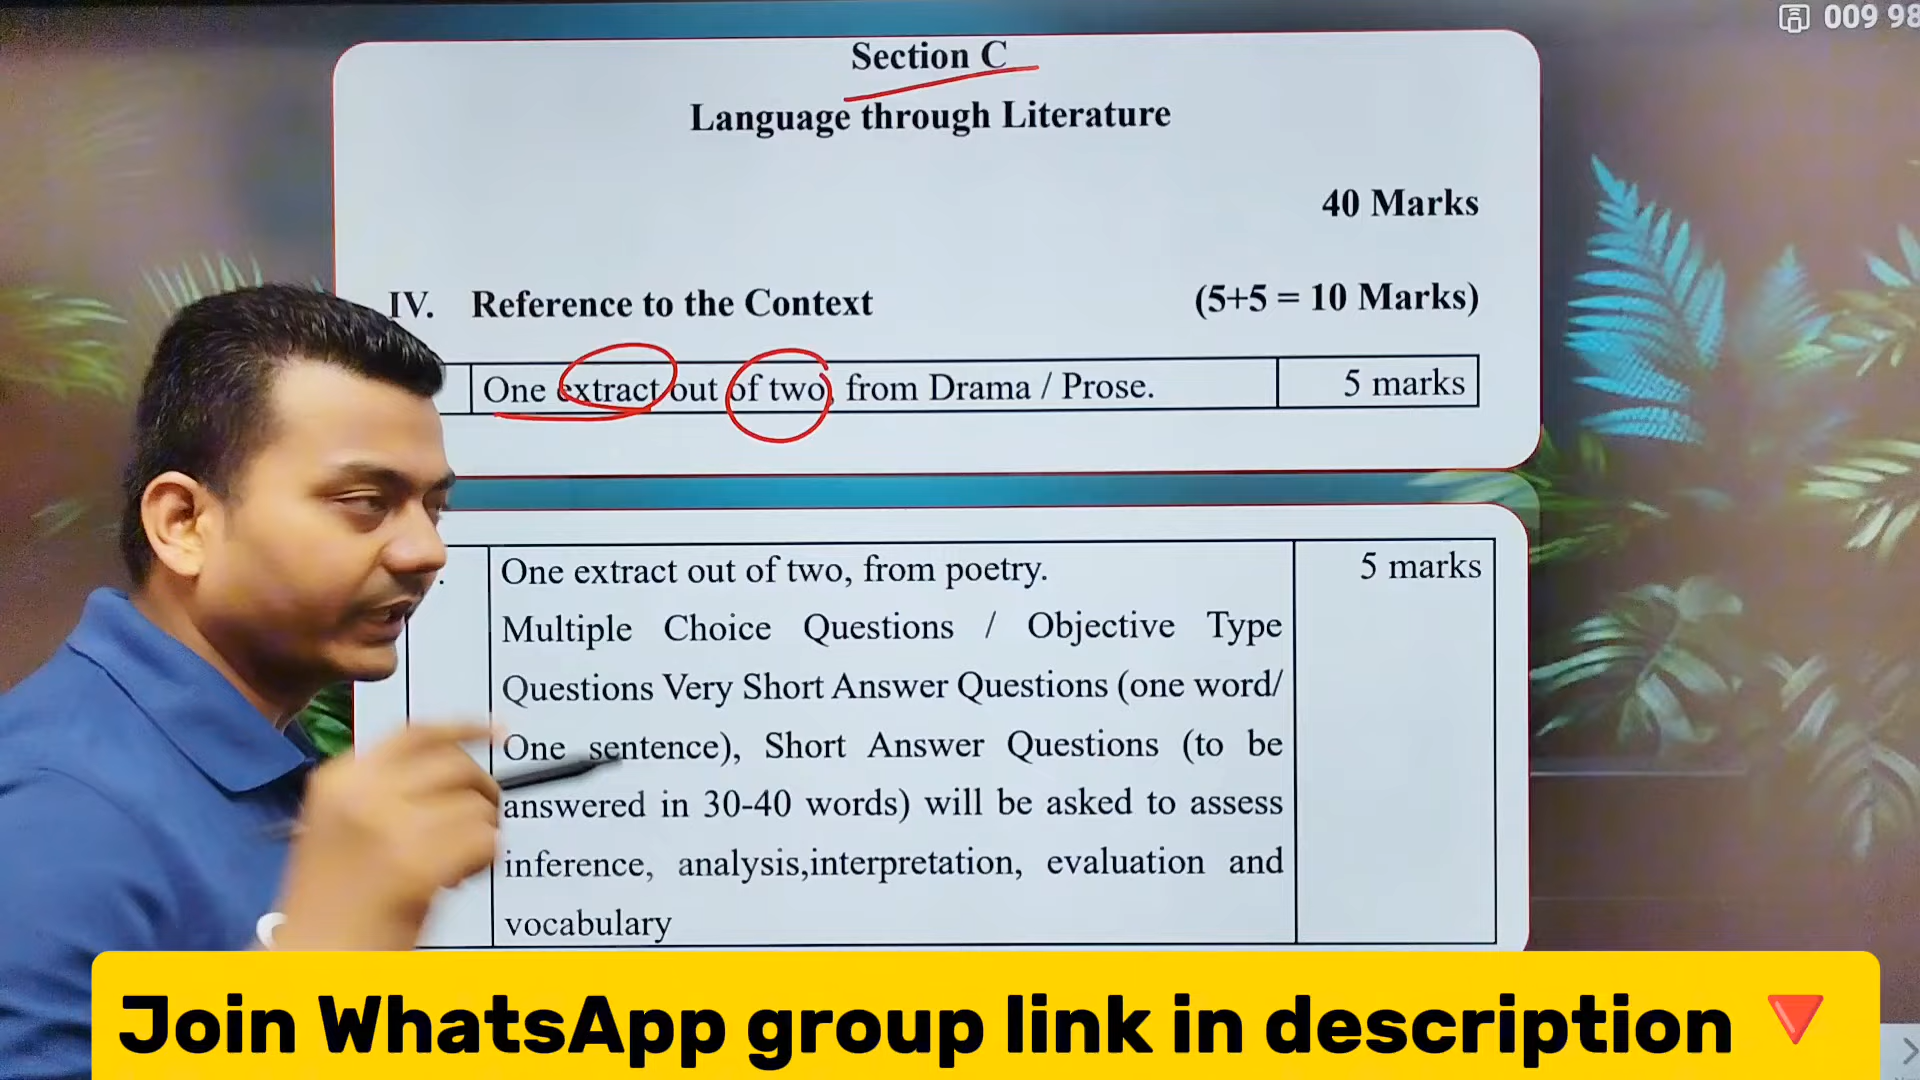 009 98
Section C
Language through Literature
40 Marks
IV. Reference to the Context (5+5 = 10 Marks)
One extract out of two, from Drama / Prose. 5 marks
One extract out of two, from poetry. 5 marks
Multiple Choice Questions / Objective Type
Questions Very Short Answer Questions (one word/
One sentence), Short Answer Questions (to be
answered in 30-40 words) will be asked to assess
inference, analysis,interpretation, evaluation and
vocabulary
Join WhatsApp group link in description